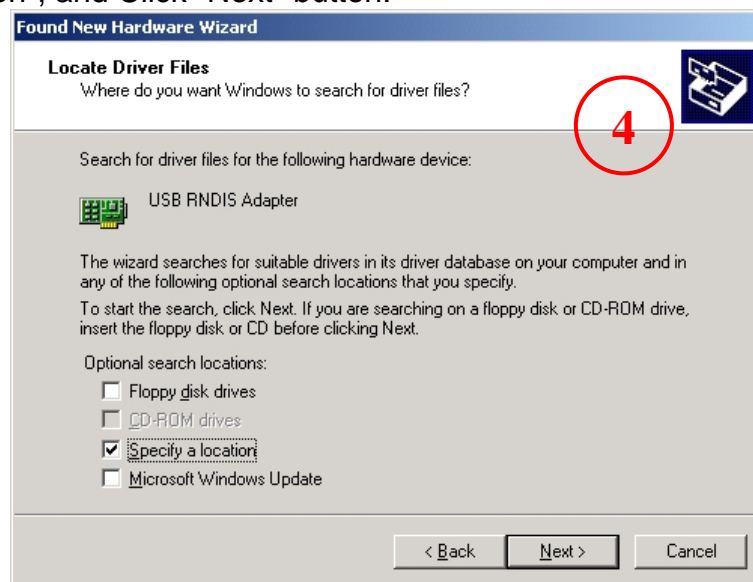 , and Click "Next" button.
Found New Hardware Wizard
Locate Driver Files
Where do you want Windows to search for driver files?
4
Search for driver files for the following hardware device:
USB RNDIS Adapter
The wizard searches for suitable drivers in its driver database on your computer and in
any of the following optional search locations that you specify.
To start the search, click Next. If you are searching on a floppy disk or CD-ROM drive,
insert the floppy disk or CD before clicking Next.
Optional search locations:
Floppy disk drives
CD-ROM drives
Specify a location
Microsoft Windows Update
< Back
Next >
Cancel